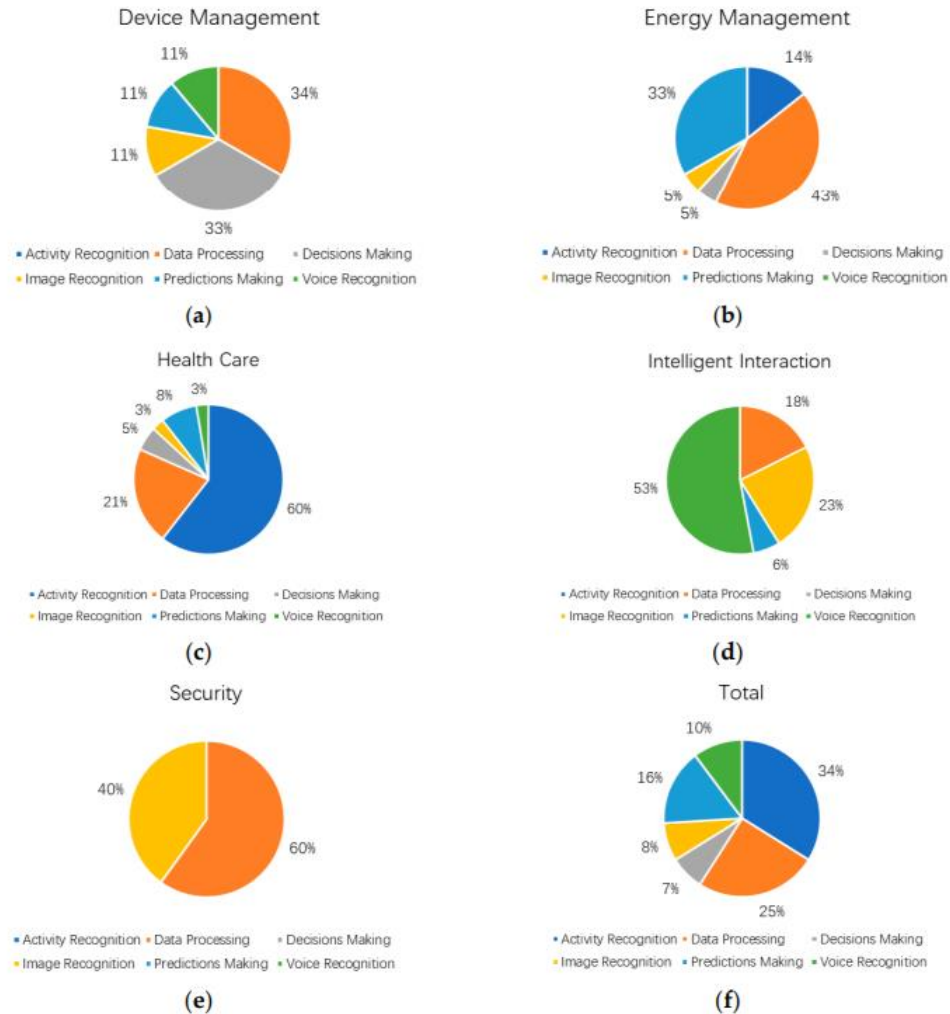 Device Management
11%
34%
11%
11%
33%
Activity Recognition Data Processing Decisions Making
Image Recognition Predictions Making Voice Recognition
(a)
Energy Management
14%
33%
5%
5%
43%
Activity Recognition Data Processing Decisions Making
Image Recognition Predictions Making Voice Recognition
(b)
Health Care
8% 3%
3%
5%
21%
60%
Activity Recognition Data Processing Decisions Making
Image Recognition Predictions Making Voice Recognition
(c)
Intelligent Interaction
18%
53%
23%
6%
Activity Recognition Data Processing Decisions Making
Image Recognition Predictions Making Voice Recognition
(d)
Security
40%
60%
Activity Recognition Data Processing Decisions Making
Image Recognition Predictions Making Voice Recognition
(e)
Total
10%
34%
16%
8%
7%
25%
Activity Recognition Data Processing Decisions Making
Image Recognition Predictions Making Voice Recognition
(f)